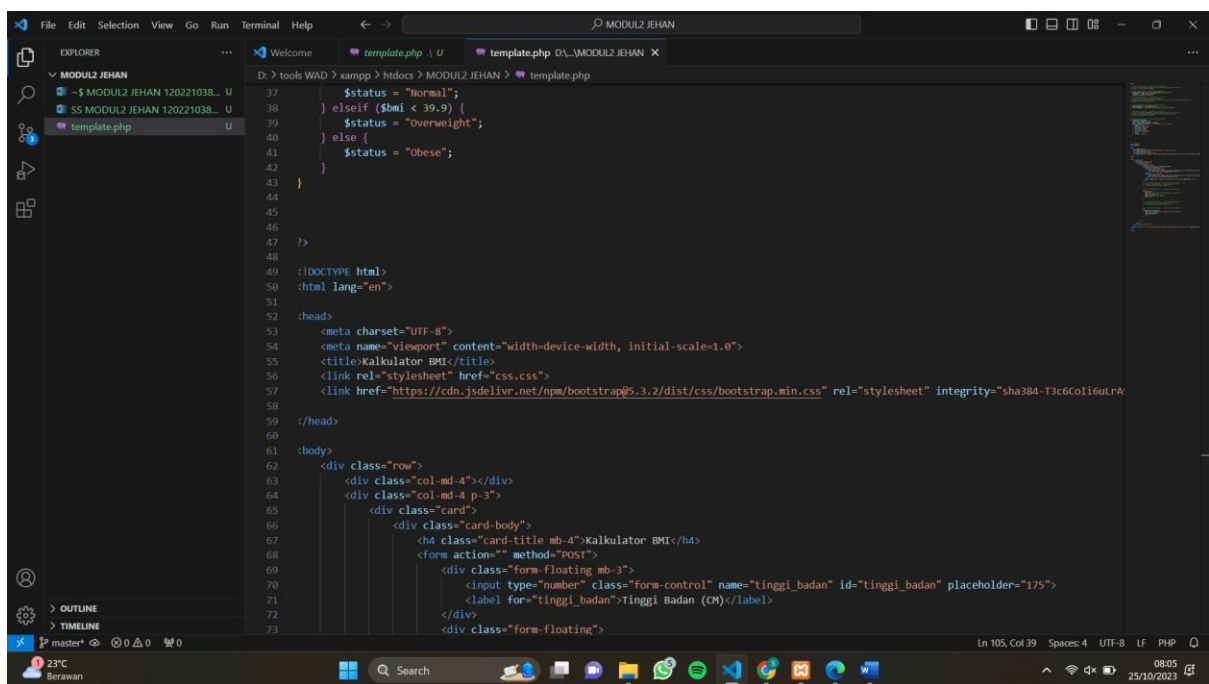 File Edit Selection View Go Run Terminal Help
MODUL2 JEHAN
EXPLORER
Welcome
template.php .\ U
template.php D:\...\MODUL2 JEHAN
MODUL2 JEHAN
~$ MODUL2 JEHAN 120221038... U
SS MODUL2 JEHAN 120221038... U
template.php U
D: > tools WAD > xampp > htdocs > MODUL2 JEHAN > template.php
37 $status = "Normal";
38 } elseif ($bmi < 39.9) {
39 $status = "Overweight";
40 } else {
41 $status = "Obese";
42 }
43 }
44
45
46
47 ?>
48
49 <!DOCTYPE html>
50 <html lang="en">
51
52 <head>
53 <meta charset="UTF-8">
54 <meta name="viewport" content="width=device-width, initial-scale=1.0">
55 <title>Kalkulator BMI</title>
56 <link rel="stylesheet" href="css.css">
57 <link href="https://cdn.jsdelivr.net/npm/bootstrap@5.3.2/dist/css/bootstrap.min.css" rel="stylesheet" integrity="sha384-T3c6CoIi6uLrA
58
59 </head>
60
61 <body>
62 <div class="row">
63 <div class="col-md-4"></div>
64 <div class="col-md-4 p-3">
65 <div class="card">
66 <div class="card-body">
67 <h4 class="card-title mb-4">Kalkulator BMI</h4>
68 <form action="" method="POST">
69 <div class="form-floating mb-3">
70 <input type="number" class="form-control" name="tinggi_badan" id="tinggi_badan" placeholder="175">
71 <label for="tinggi_badan">Tinggi Badan (CM)</label>
72 </div>
73 <div class="form-floating">
OUTLINE
TIMELINE
3
master* 0 0 0
Ln 105, Col 39 Spaces: 4 UTF-8 LF PHP
1
23°C
Berawan
Search
08:05
25/10/2023